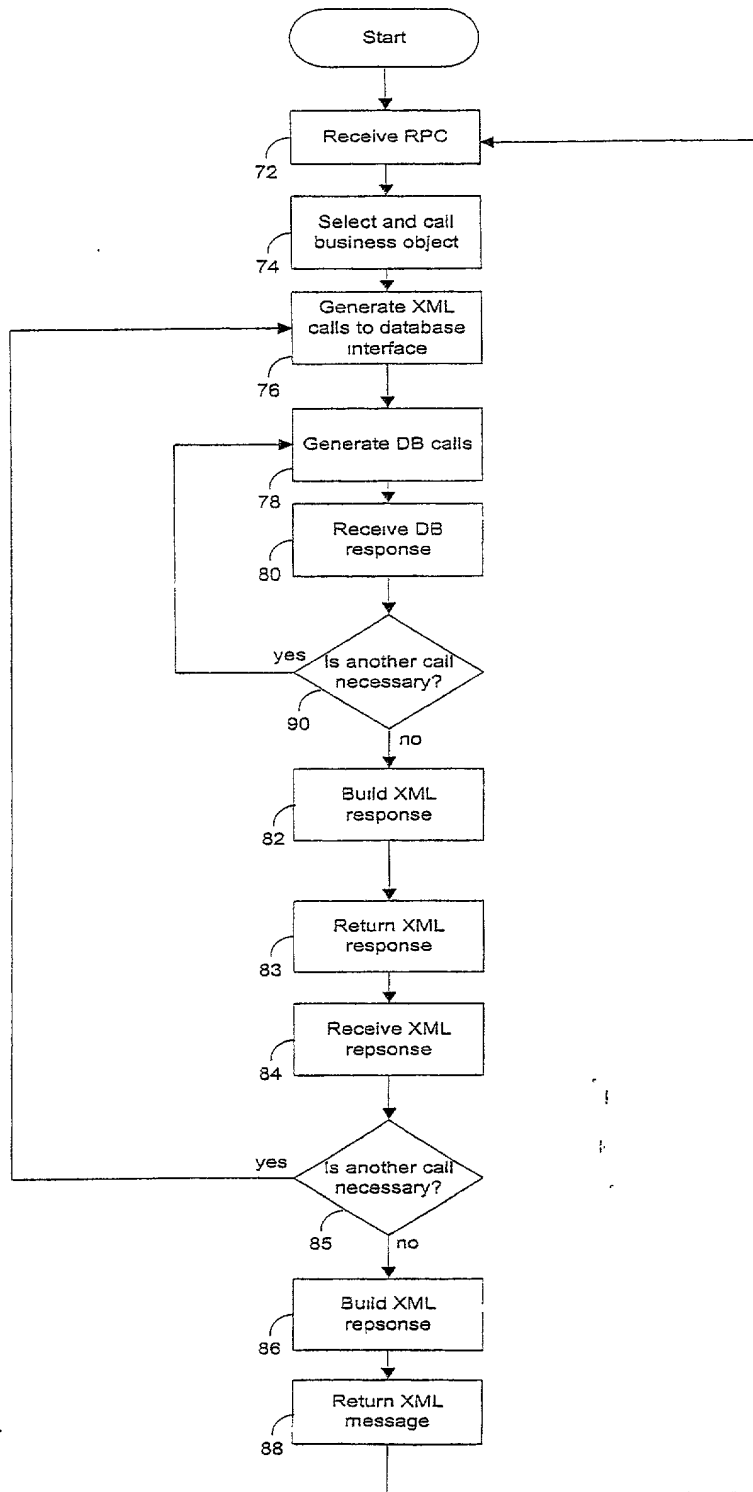 Start
Receive RPC
72
Select and call
business object
74
Generate XML
calls to database
interface
76
Generate DB calls
78
Receive DB
response
80
yes
Is another call
necessary?
90
no
Build XML
response
82
Return XML
response
83
Receive XML
repsonse
84
yes
Is another call
necessary?
85
no
Build XML
repsonse
86
Return XML
message
88